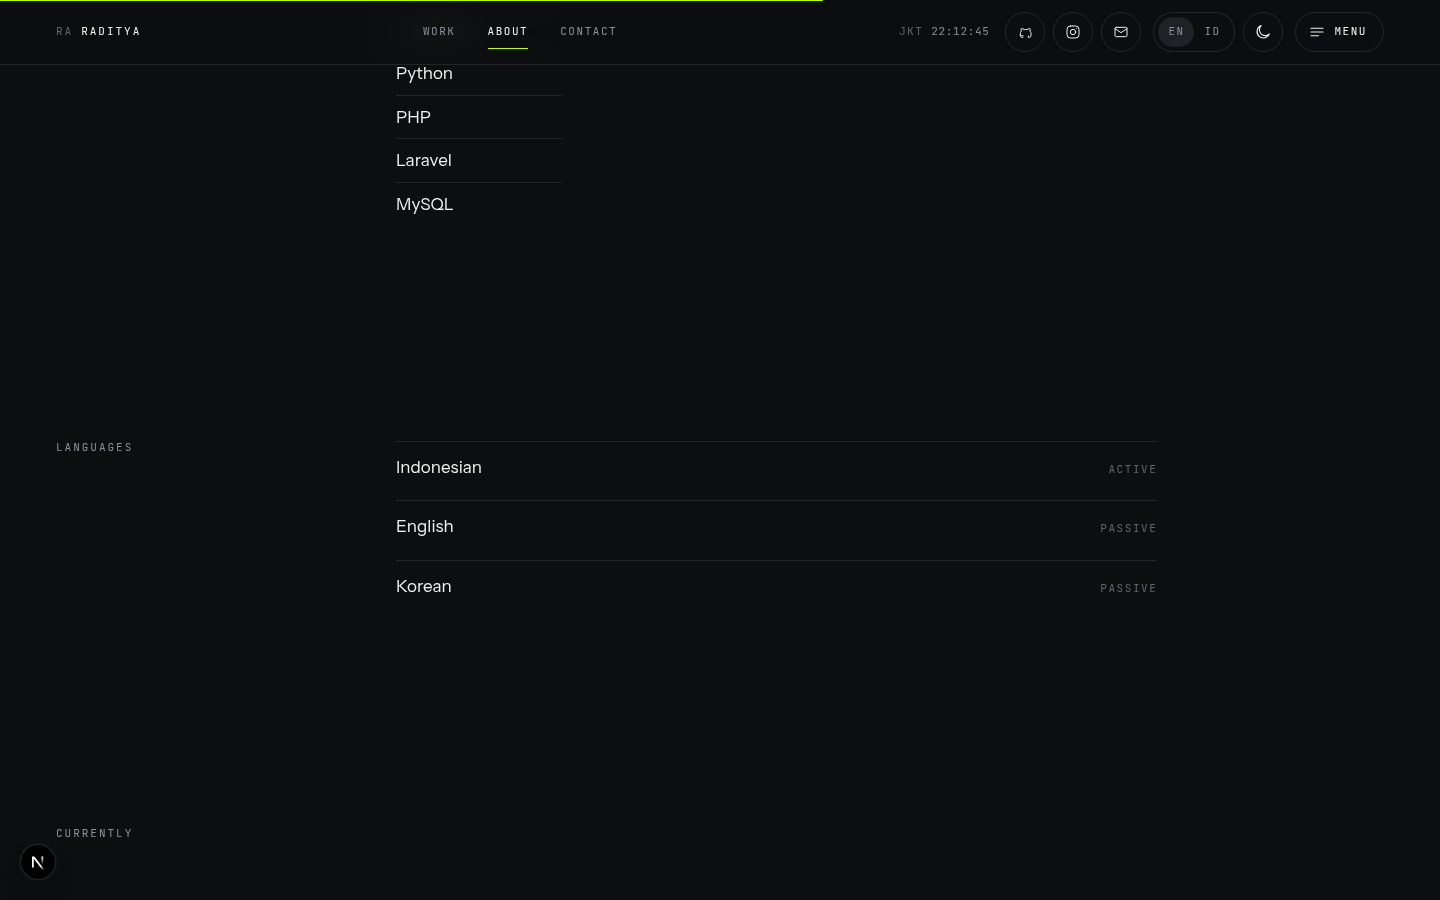 RA RADITYA
WORK
ABOUT
CONTACT
JKT 22:12:45
EN
ID
MENU
Python
PHP
Laravel
MySQL
LANGUAGES
Indonesian
ACTIVE
English
PASSIVE
Korean
PASSIVE
CURRENTLY
N